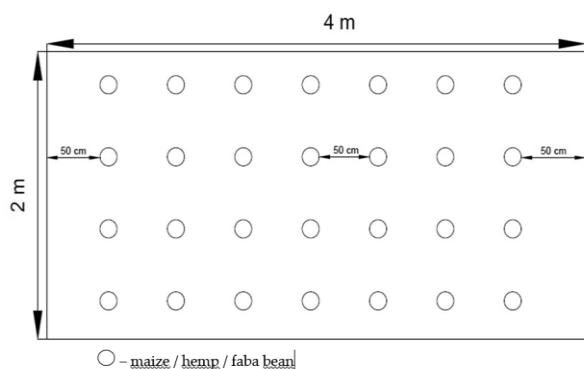 4 m
50 cm 50 cm 50 cm
2 m
– maize / hemp / faba bean